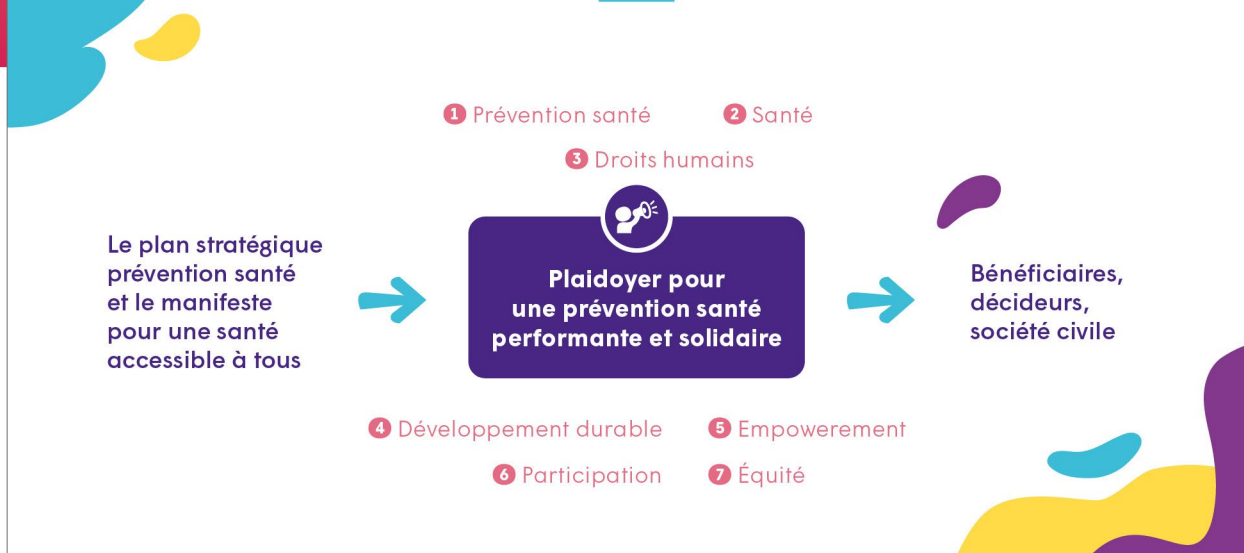 1 Prévention santé
2 Santé
3 Droits humains
Le plan stratégique
prévention santé
et le manifeste
pour une santé
accessible à tous
Plaidoyer pour
une prévention santé
performante et solidaire
Bénéficiaires,
décideurs,
société civile
4 Développement durable
5 Empowerement
6 Participation
7 Équité